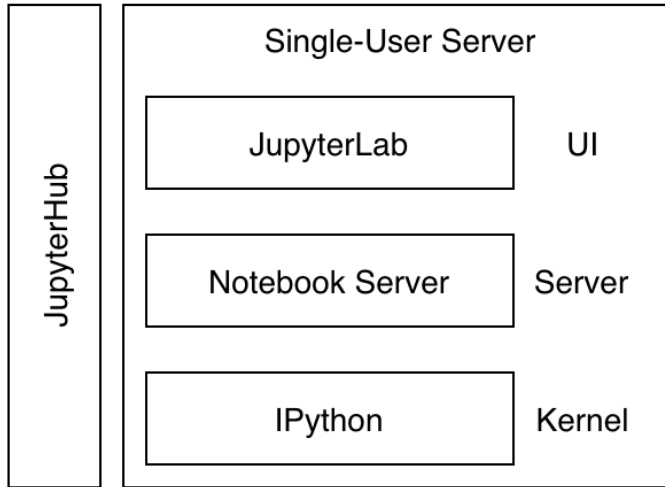 JupyterHub
Single-User Server
JupyterLab UI
Notebook Server Server
IPython Kernel